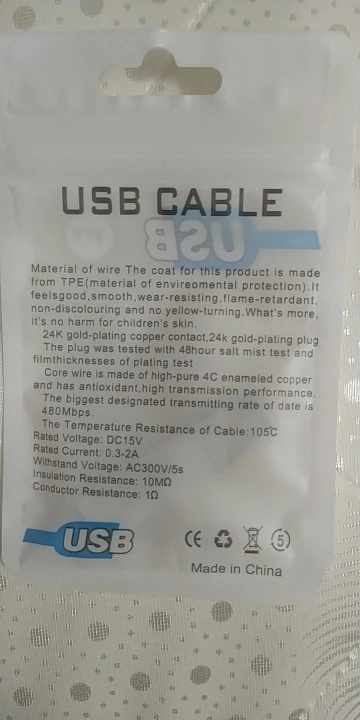 USB CABLE
USB
Material of wire The coat for this product is made
from TPE(material of envireomental protection).It
feelsgood,smooth,wear-resisting,flame-retardant,
non-discolouring and no yellow-turning.What's more,
it's no harm for children's skin.
24K gold-plating copper contact,24k gold-plating plug
The plug was tested with 48hour salt mist test and
filmthicknesses of plating test
Core wire is made of high-pure 4C enameled copper
and has antioxidant,high transmission performance.
The biggest designated transmitting rate of date is
480Mbps.
The Temperature Resistance of Cable:105℃
Rated Voltage: DC15V
Rated Current: 0.3-2A
Withstand Voltage: AC300V/5s
Insulation Resistance: 10MΩ
Conductor Resistance: 1Ω
USB
CE 5
Made in China